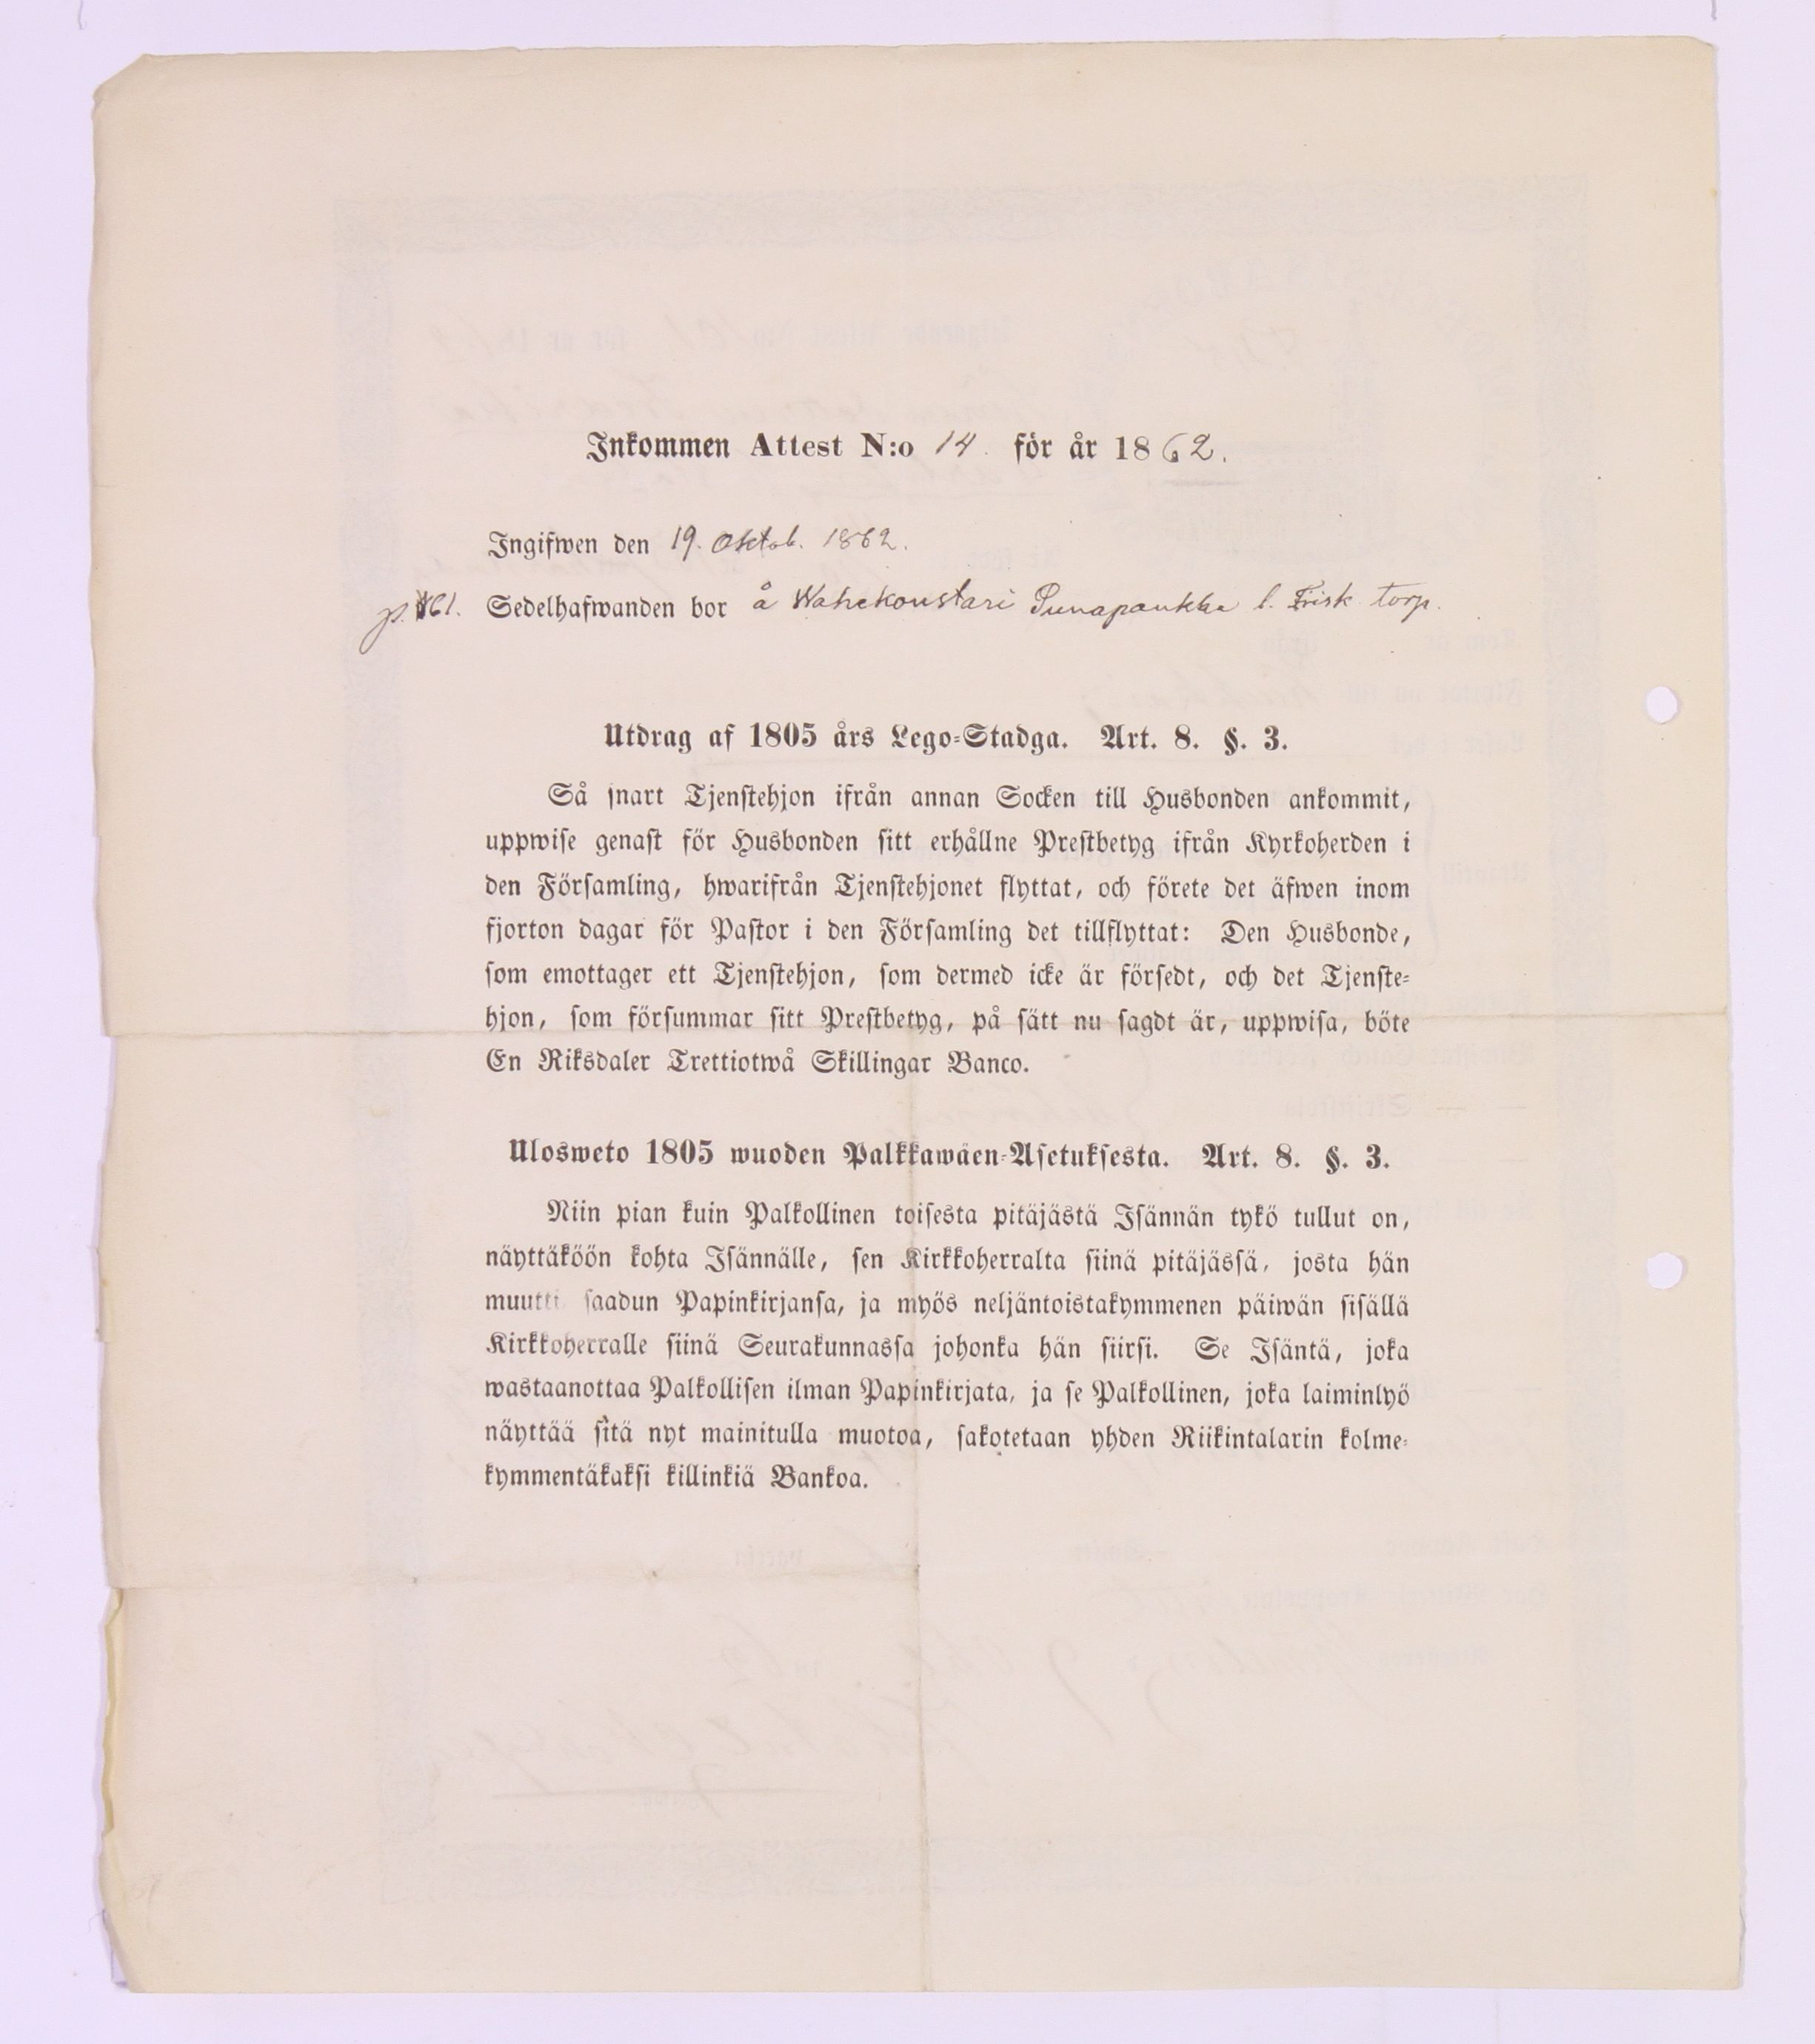 Inkommen Attest N:o 14. för år 1862.
Ingifwen den 19. Oktob. 1862.
p. 161. Sedelhafwanden bor å Wahekonstari Punapaukka l. Frisk torp.
Utdrag af 1805 års Lego-Stadga. Art. 8. §. 3.
Så snart Tjenstehjon ifrån annan Socken till Husbonden ankommit,
uppwise genast för Husbonden sitt erhållne Prestbetyg ifrån Kyrkoherden i
den Församling, hwarifrån Tjenstehjonet flyttat, och förete det äfwen inom
fjorton dagar för Pastor i den Församling det tillflyttat: Den Husbonde,
som emottager ett Tjenstehjon, som dermed icke är försedt, och det Tjenste-
hjon, som försummar sitt Prestbetyg, på sätt nu sagdt är, uppwisa, böte
En Riksdaler Trettiotwå Skillingar Banco.
Ulosweto 1805 wuoden Palkkawäen-Asetuksesta. Art. 8. §. 3.
Niin pian kuin Palkollinen toisesta pitäjästä Isännän tykö tullut on,
näyttäköön kohta Isännälle, sen Kirkkoherralta siinä pitäjässä, josta hän
muutti saadun Papinkirjansa, ja myös neljäntoistakymmenen päiwän sisällä
Kirkkoherralle siinä Seurakunnassa johonka hän siirsi. Se Isäntä, joka
wastaanottaa Palkollisen ilman Papinkirjata, ja se Palkollinen, joka laiminlyö
näyttää sitä nyt mainitulla muotoa, sakotetaan yhden Riikintalarin kolme-
kymmentäkaksi killinkiä Bankoa.